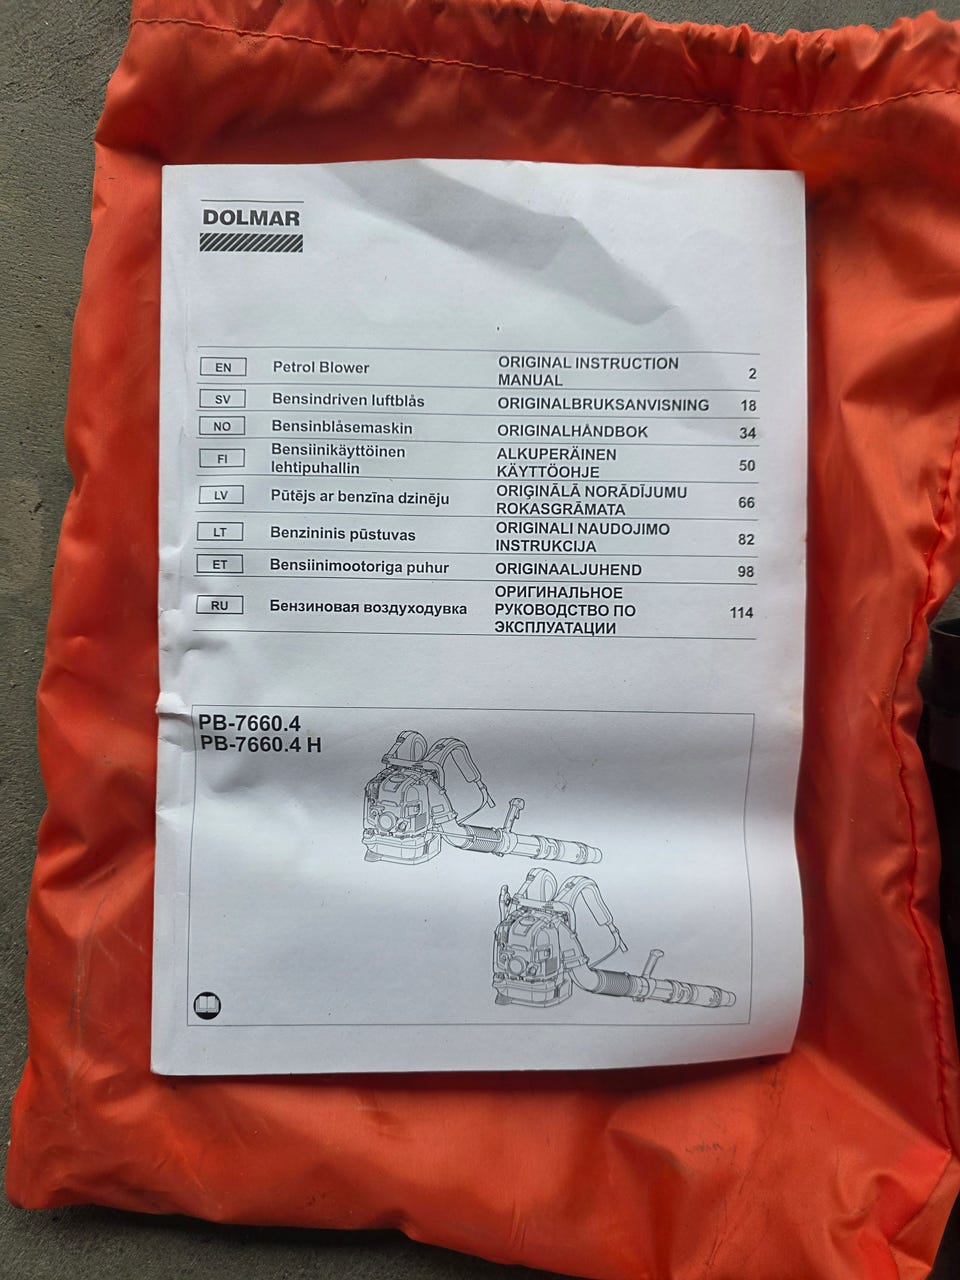 DOLMAR
EN Petrol Blower ORIGINAL INSTRUCTION MANUAL 2
SV Bensindriven luftblås ORIGINALBRUKSANVISNING 18
NO Bensinblåsemaskin ORIGINALHÅNDBOK 34
FI Bensiinikäyttöinen lehtipuhallin ALKUPERÄINEN KÄYTTÖOHJE 50
LV Pūtējs ar benzīna dzinēju ORIĢINĀLĀ NORĀDĪJUMU ROKASGRĀMATA 66
LT Benzininis pūstuvas ORIGINALI NAUDOJIMO INSTRUKCIJA 82
ET Bensiinimootoriga puhur ORIGINAALJUHEND 98
RU Бензиновая воздуходувка ОРИГИНАЛЬНОЕ РУКОВОДСТВО ПО ЭКСПЛУАТАЦИИ 114
PB-7660.4
PB-7660.4 H